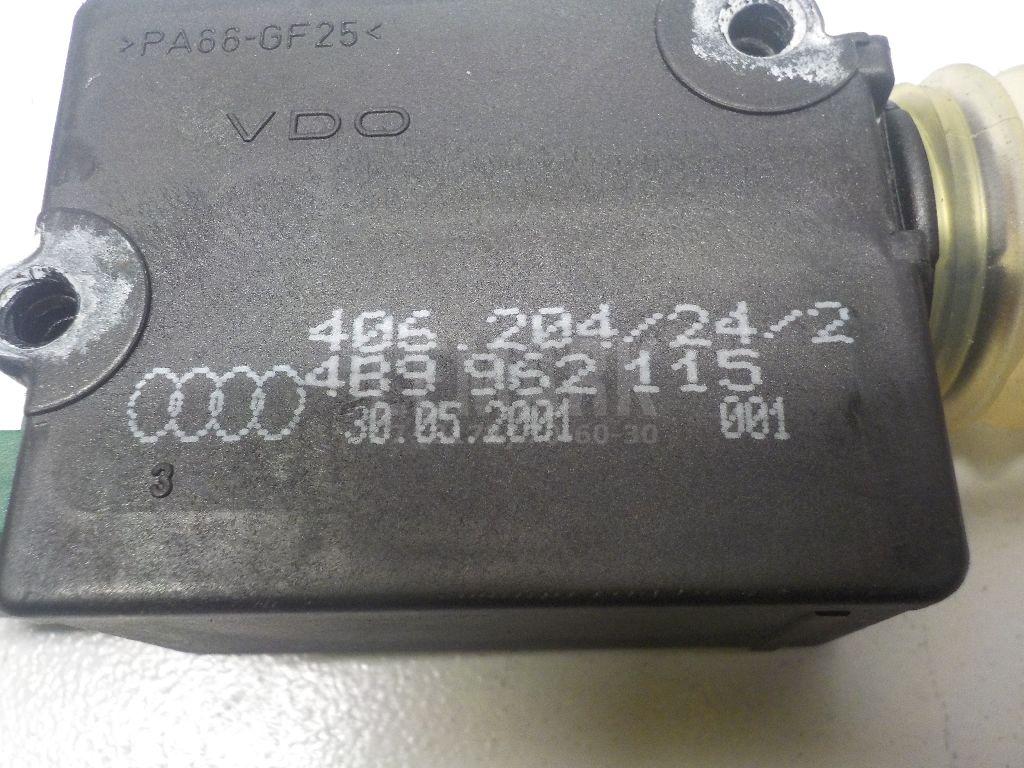 >PA66-GF25<
VDO
406.204/24/2
4B9 962 115
30.05.2001 001
3